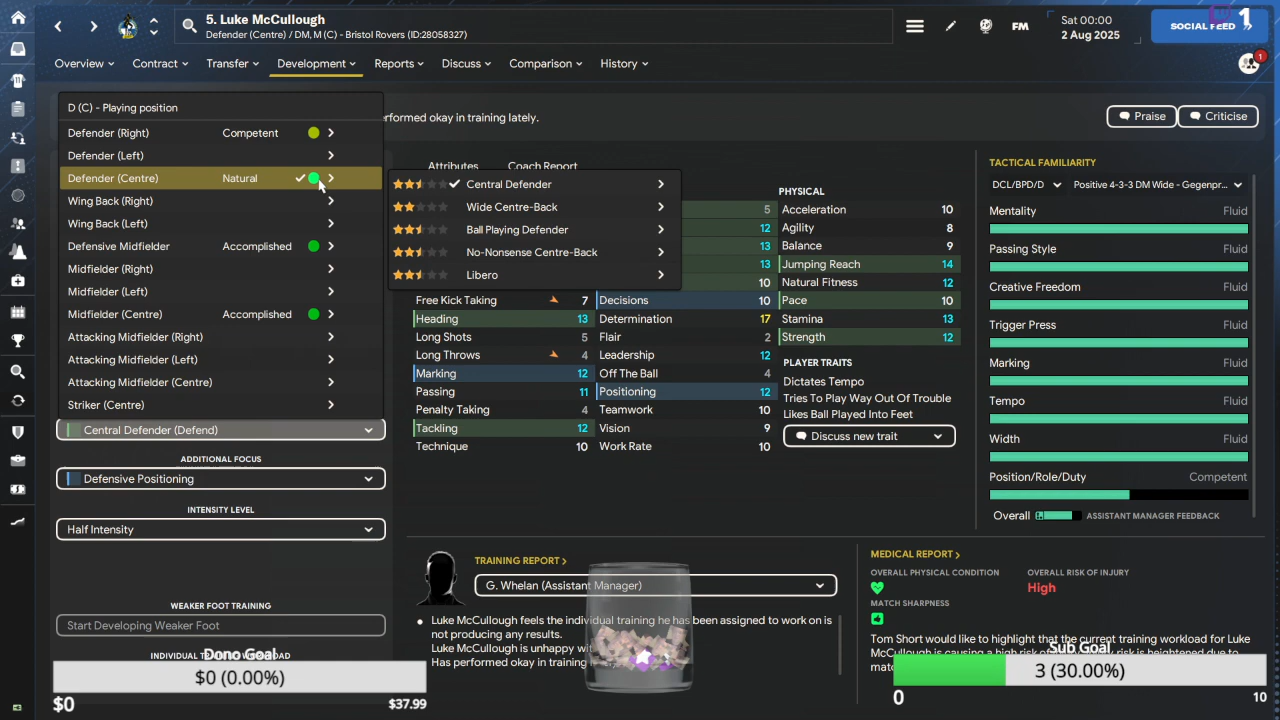 5. Luke McCullough
Defender (Centre) / DM, M (C) - Bristol Rovers (ID:28058327)
FM
Sat 00:00
2 Aug 2025
SOCIAL FEED
1
Overview
Contract
Transfer
Development
Reports
Discuss
Comparison
History
1
D (C) - Playing position
erformed okay in training lately.
Praise
Criticise
Defender (Right) Competent
Defender (Left)
Defender (Centre) Natural
Wing Back (Right)
Wing Back (Left)
Defensive Midfielder Accomplished
Midfielder (Right)
Midfielder (Left)
Midfielder (Centre) Accomplished
Attacking Midfielder (Right)
Attacking Midfielder (Left)
Attacking Midfielder (Centre)
Striker (Centre)
Central Defender (Defend)
ADDITIONAL FOCUS
Defensive Positioning
INTENSITY LEVEL
Half Intensity
WEAKER FOOT TRAINING
Start Developing Weaker Foot
Attributes
Coach Report
Central Defender
Wide Centre-Back
Ball Playing Defender
No-Nonsense Centre-Back
Libero
5
12
13
13
10
Free Kick Taking 7
Heading 13
Long Shots 5
Long Throws 4
Marking 12
Passing 11
Penalty Taking 4
Tackling 12
Technique 10
Decisions 10
Determination 17
Flair 2
Leadership 12
Off The Ball 4
Positioning 12
Teamwork 10
Vision 9
Work Rate 10
PHYSICAL
Acceleration 10
Agility 8
Balance 9
Jumping Reach 14
Natural Fitness 12
Pace 10
Stamina 13
Strength 12
PLAYER TRAITS
Dictates Tempo
Tries To Play Way Out Of Trouble
Likes Ball Played Into Feet
Discuss new trait
TACTICAL FAMILIARITY
DCL/BPD/D
Positive 4-3-3 DM Wide - Gegenpr...
Mentality Fluid
Passing Style Fluid
Creative Freedom Fluid
Trigger Press Fluid
Marking Fluid
Tempo Fluid
Width Fluid
Position/Role/Duty Competent
Overall
ASSISTANT MANAGER FEEDBACK
TRAINING REPORT
G. Whelan (Assistant Manager)
Luke McCullough feels the individual training he has been assigned to work on is
not producing any results.
Luke McCullough is unhappy wit
Has performed okay in training
MEDICAL REPORT
OVERALL PHYSICAL CONDITION
OVERALL RISK OF INJURY
High
MATCH SHARPNESS
Tom Short would like to highlight that the current training workload for Luke
McCullough is causing a high risk of
Dono Goal
$0 (0.00%)
$0
$37.99
Sub Goal
3 (30.00%)
0
10